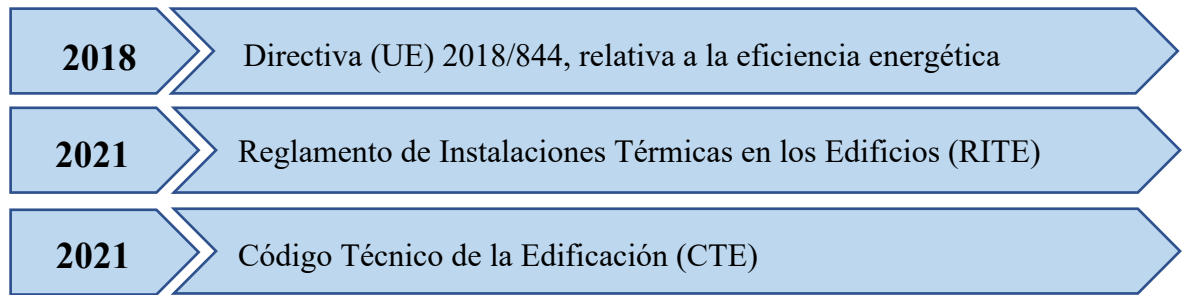 2018 Directiva (UE) 2018/844, relativa a la eficiencia energética
2021 Reglamento de Instalaciones Térmicas en los Edificios (RITE)
2021 Código Técnico de la Edificación (CTE)